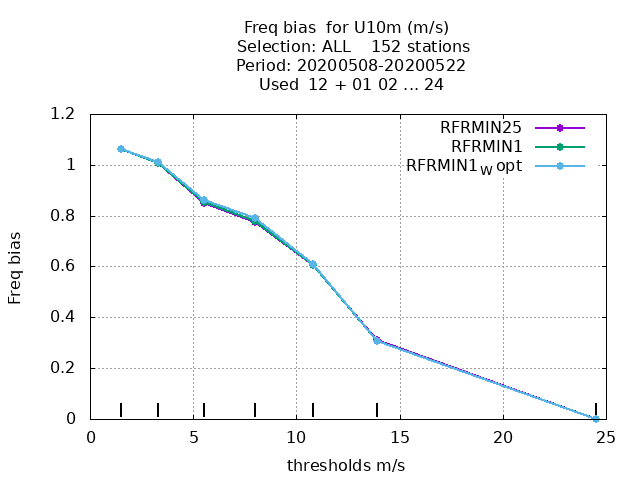 Freq bias  for U10m (m/s)
Selection: ALL    152 stations
Period: 20200508-20200522
Used  12 + 01 02 ... 24
RFRMIN25
RFRMIN1
RFRMIN1W opt
1.2
1
0.8
0.6
0.4
0.2
0
Freq bias
0 5 10 15 20 25
thresholds m/s